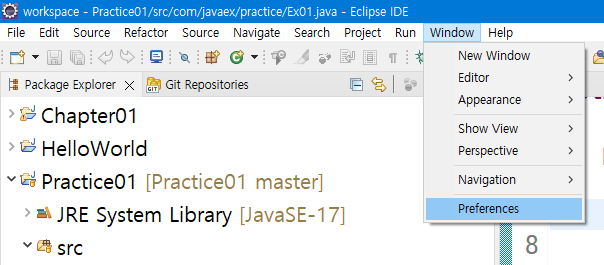 workspace - Practice01/src/com/javaex/practice/Ex01.java - Eclipse IDE
File Edit Source Refactor Source Navigate Search Project Run Window Help
New Window
Editor
Appearance
Show View
Perspective
Navigation
Preferences
Package Explorer Git Repositories
Chapter01
HelloWorld
Practice01 [Practice01 master]
JRE System Library [JavaSE-17]
src
8